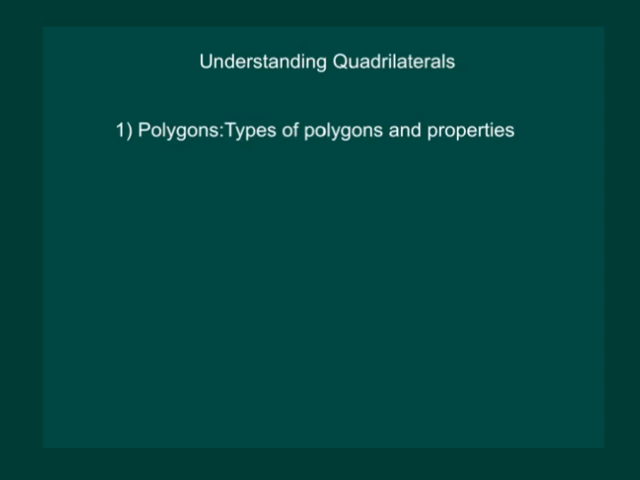 Understanding Quadrilaterals
1) Polygons:Types of polygons and properties